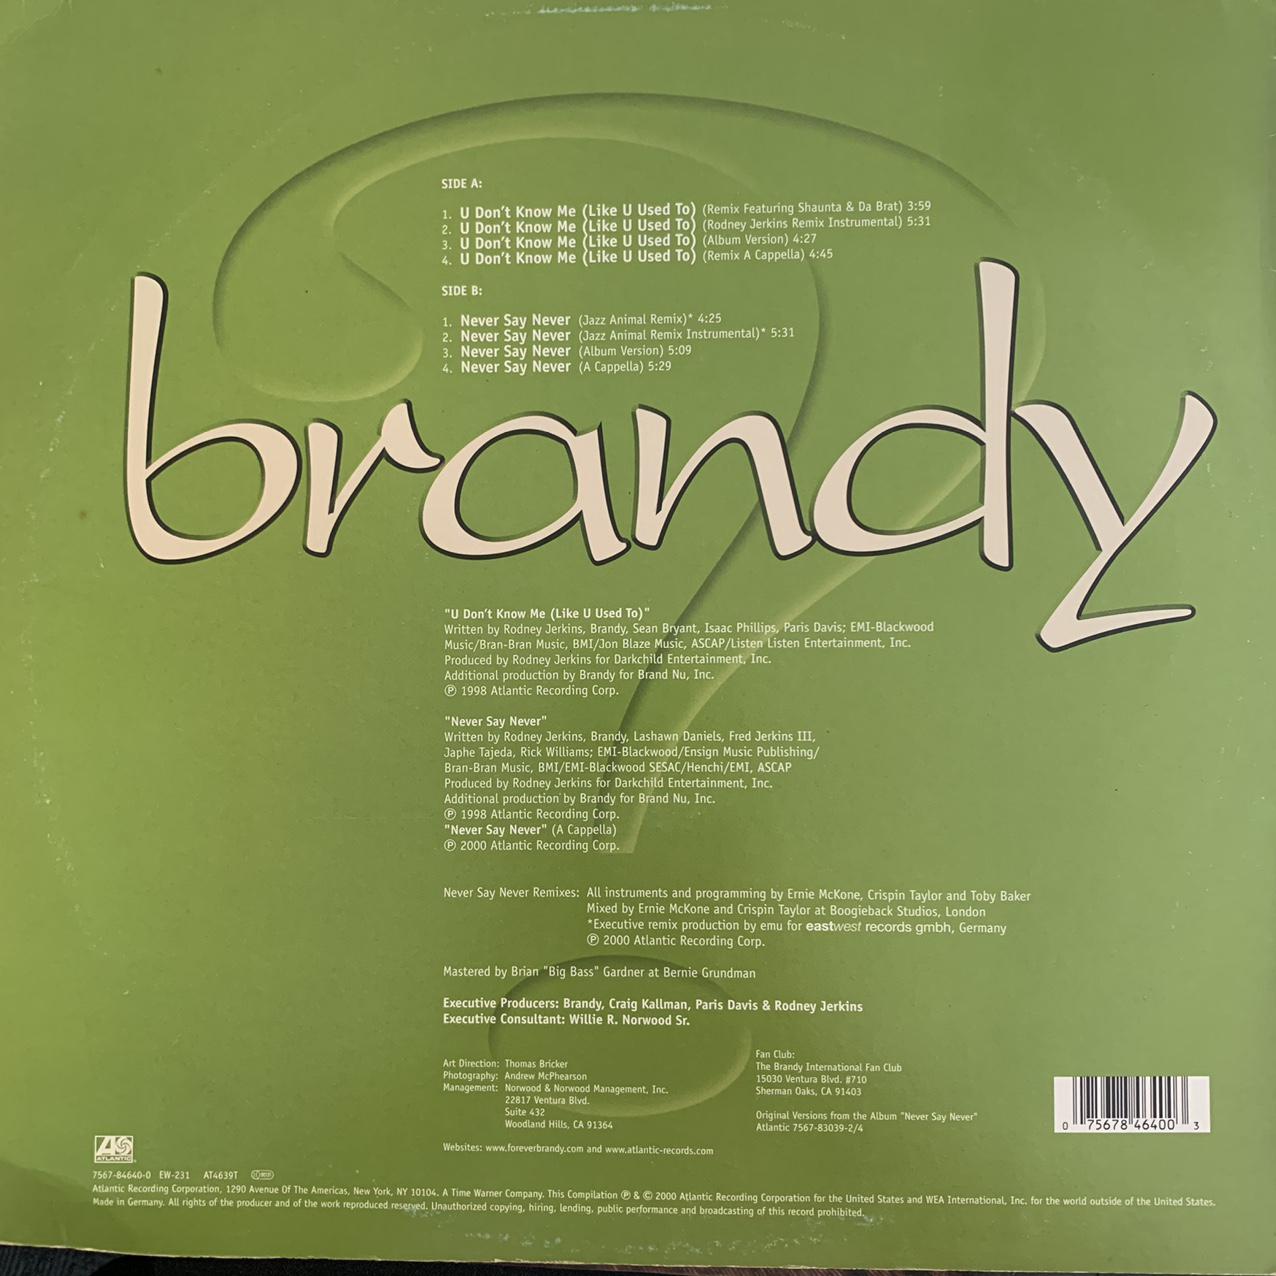 SIDE A:
1. U Don't Know Me (Like U Used To) (Remix Featuring Shaunta & Da Brat) 3:59
2. U Don't Know Me (Like U Used To) (Rodney Jerkins Remix Instrumental) 5:31
3. U Don't Know Me (Like U Used To) (Album Version) 4:27
4. U Don't Know Me (Like U Used To) (Remix A Cappella) 4:45
SIDE B:
1. Never Say Never (Jazz Animal Remix)* 4:25
2. Never Say Never (Jazz Animal Remix Instrumental)* 5:31
3. Never Say Never (Album Version) 5:09
4. Never Say Never (A Cappella) 5:29
brandy
"U Don't Know Me (Like U Used To)"
Written by Rodney Jerkins, Brandy, Sean Bryant, Isaac Phillips, Paris Davis; EMI-Blackwood
Music/Bran-Bran Music, BMI/Jon Blaze Music, ASCAP/Listen Listen Entertainment, Inc.
Produced by Rodney Jerkins for Darkchild Entertainment, Inc.
Additional production by Brandy for Brand Nu, Inc.
℗ 1998 Atlantic Recording Corp.
"Never Say Never"
Written by Rodney Jerkins, Brandy, Lashawn Daniels, Fred Jerkins III,
Japhe Tajeda, Rick Williams; EMI-Blackwood/Ensign Music Publishing/
Bran-Bran Music, BMI/EMI-Blackwood SESAC/Henchi/EMI, ASCAP
Produced by Rodney Jerkins for Darkchild Entertainment, Inc.
Additional production by Brandy for Brand Nu, Inc.
℗ 1998 Atlantic Recording Corp.
"Never Say Never" (A Cappella)
℗ 2000 Atlantic Recording Corp.
Never Say Never Remixes: All instruments and programming by Ernie McKone, Crispin Taylor and Toby Baker
Mixed by Ernie McKone and Crispin Taylor at Boogieback Studios, London
*Executive remix production by emu for eastwest records gmbh, Germany
℗ 2000 Atlantic Recording Corp.
Mastered by Brian "Big Bass" Gardner at Bernie Grundman
Executive Producers: Brandy, Craig Kallman, Paris Davis & Rodney Jerkins
Executive Consultant: Willie R. Norwood Sr.
Art Direction: Thomas Bricker
Photography: Andrew McPhearson
Management: Norwood & Norwood Management, Inc.
22817 Ventura Blvd.
Suite 432
Woodland Hills, CA 91364
Fan Club:
The Brandy International Fan Club
15030 Ventura Blvd. #710
Sherman Oaks, CA 91403
Original Versions from the Album "Never Say Never"
Atlantic 7567-83039-2/4
Websites: www.foreverbrandy.com and www.atlantic-records.com
0 75678 46400 3
ATLANTIC
7567-84640-0 EW-231 AT4639T
Atlantic Recording Corporation, 1290 Avenue Of The Americas, New York, NY 10104. A Time Warner Company. This Compilation ℗ & © 2000 Atlantic Recording Corporation for the United States and WEA International, Inc. for the world outside of the United States.
Made in Germany. All rights of the producer and of the work reproduced reserved. Unauthorized copying, hiring, lending, public performance and broadcasting of this record prohibited.